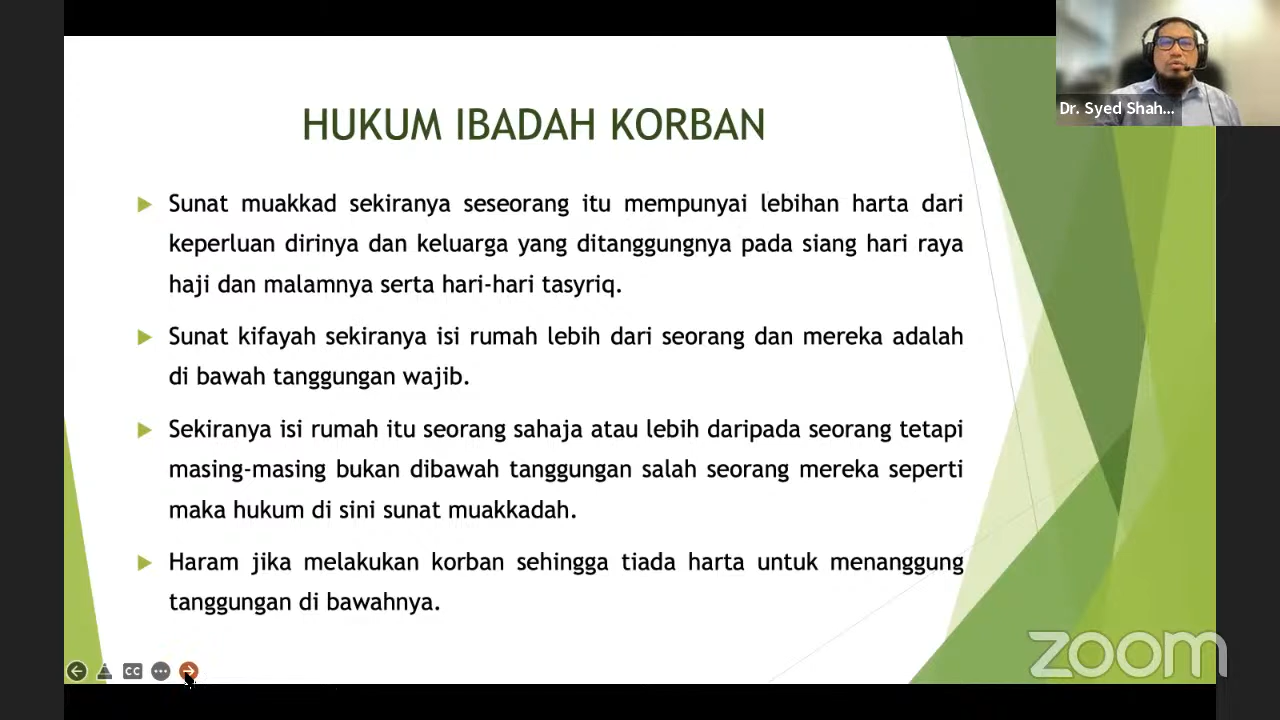 HUKUM IBADAH KORBAN
Sunat muakkad sekiranya seseorang itu mempunyai lebihan harta dari
keperluan dirinya dan keluarga yang ditanggungnya pada siang hari raya
haji dan malamnya serta hari-hari tasyriq.
Sunat kifayah sekiranya isi rumah lebih dari seorang dan mereka adalah
di bawah tanggungan wajib.
Sekiranya isi rumah itu seorang sahaja atau lebih daripada seorang tetapi
masing-masing bukan dibawah tanggungan salah seorang mereka seperti
maka hukum di sini sunat muakkadah.
Haram jika melakukan korban sehingga tiada harta untuk menanggung
tanggungan di bawahnya.
Dr. Syed Shah...
CC
zoom